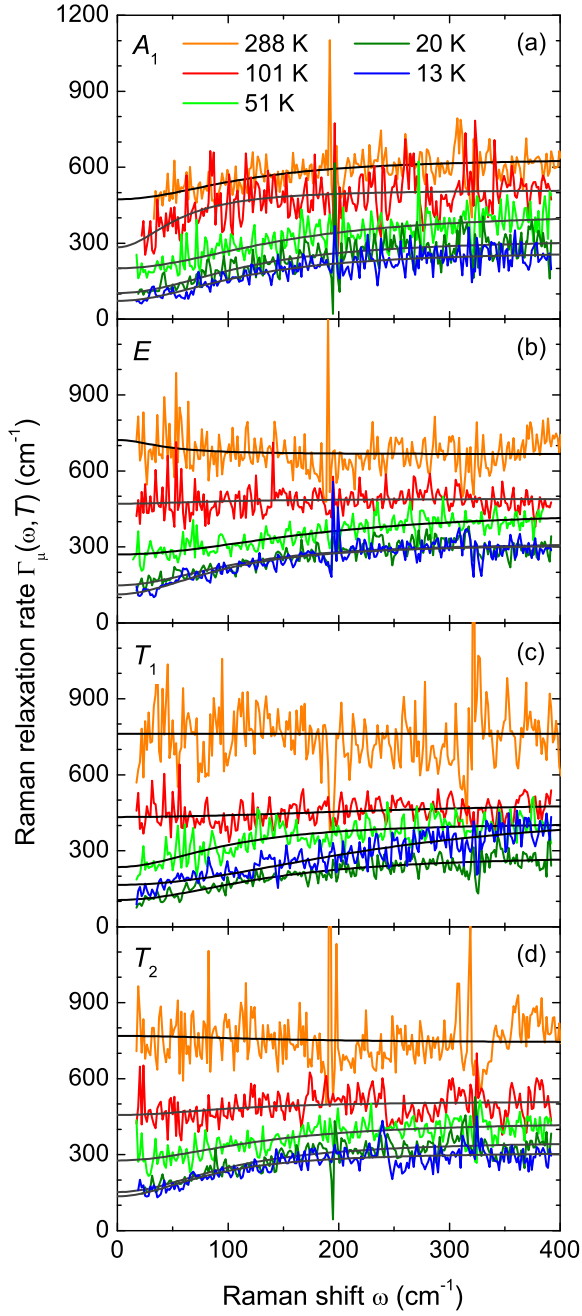 A1 288 K 20 K (a)
101 K 13 K
51 K
1200
900
600
300
0
E (b)
900
600
300
0
T1 (c)
900
600
300
0
T2 (d)
900
600
300
0
0 100 200 300 400
Raman shift ω (cm-1)
Raman relaxation rate Γμ(ω,T) (cm-1)